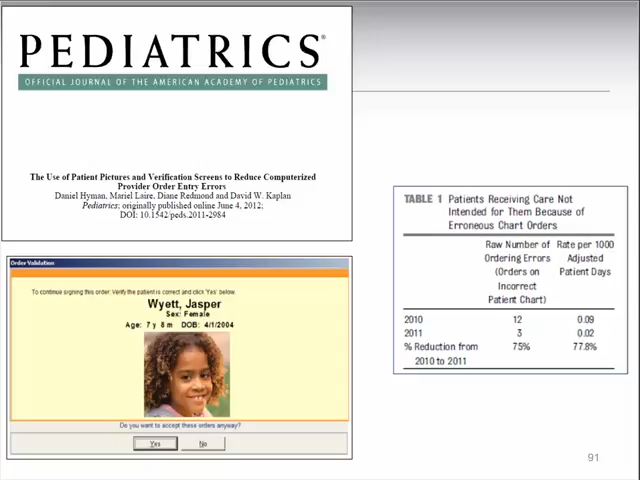 PEDIATRICS®
OFFICIAL JOURNAL OF THE AMERICAN ACADEMY OF PEDIATRICS
The Use of Patient Pictures and Verification Screens to Reduce Computerized
Provider Order Entry Errors
Daniel Hyman, Mariel Laire, Diane Redmond and David W. Kaplan
Pediatrics; originally published online June 4, 2012;
DOI: 10.1542/peds.2011-2984
Order Validation
To continue signing this order: Verify the patient is correct and click 'Yes' below.
Wyett, Jasper
Sex: Female
Age: 7 y 8 m DOB: 4/1/2004
Do you want to accept these orders anyway?
Yes No
TABLE 1 Patients Receiving Care Not
Intended for Them Because of
Erroneous Chart Orders
Raw Number of Rate per 1000
Ordering Errors Adjusted
(Orders on Patient Days
Incorrect
Patient Chart)
2010 12 0.09
2011 3 0.02
% Reduction from 75% 77.8%
2010 to 2011
91